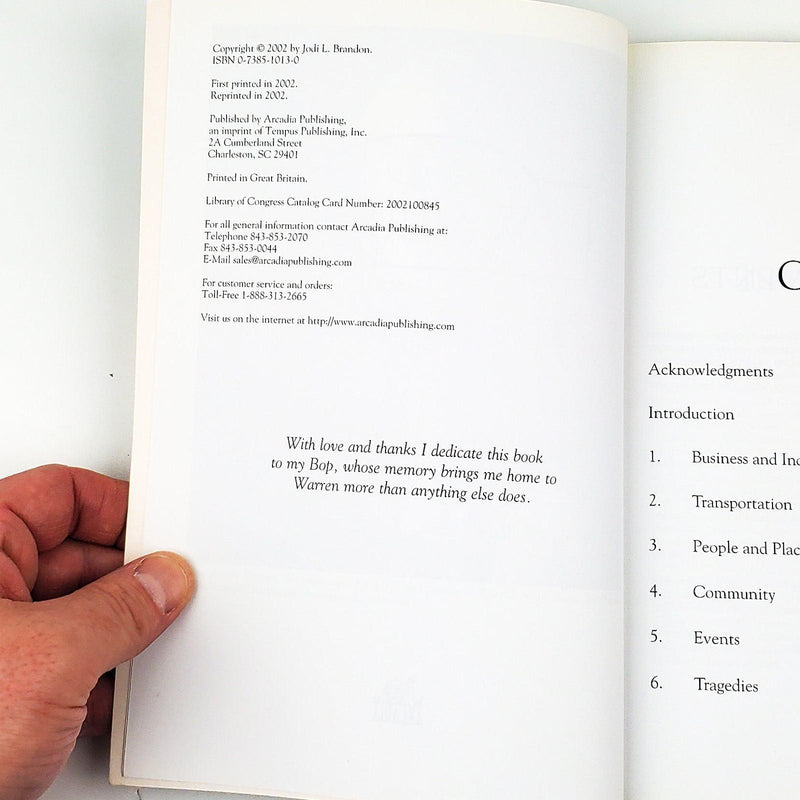 Copyright © 2002 by Jodi L. Brandon.
ISBN 0-7385-1013-0
First printed in 2002.
Reprinted in 2002.
Published by Arcadia Publishing,
an imprint of Tempus Publishing, Inc.
2A Cumberland Street
Charleston, SC 29401
Printed in Great Britain.
Library of Congress Catalog Card Number: 2002100845
For all general information contact Arcadia Publishing at:
Telephone 843-853-2070
Fax 843-853-0044
E-Mail sales@arcadiapublishing.com
For customer service and orders:
Toll-Free 1-888-313-2665
Visit us on the internet at http://www.arcadiapublishing.com
With love and thanks I dedicate this book
to my Bop, whose memory brings me home to
Warren more than anything else does.
Acknowledgments
Introduction
1. Business and
2. Transportation
3. People and
4. Community
5. Events
6. Tragedies